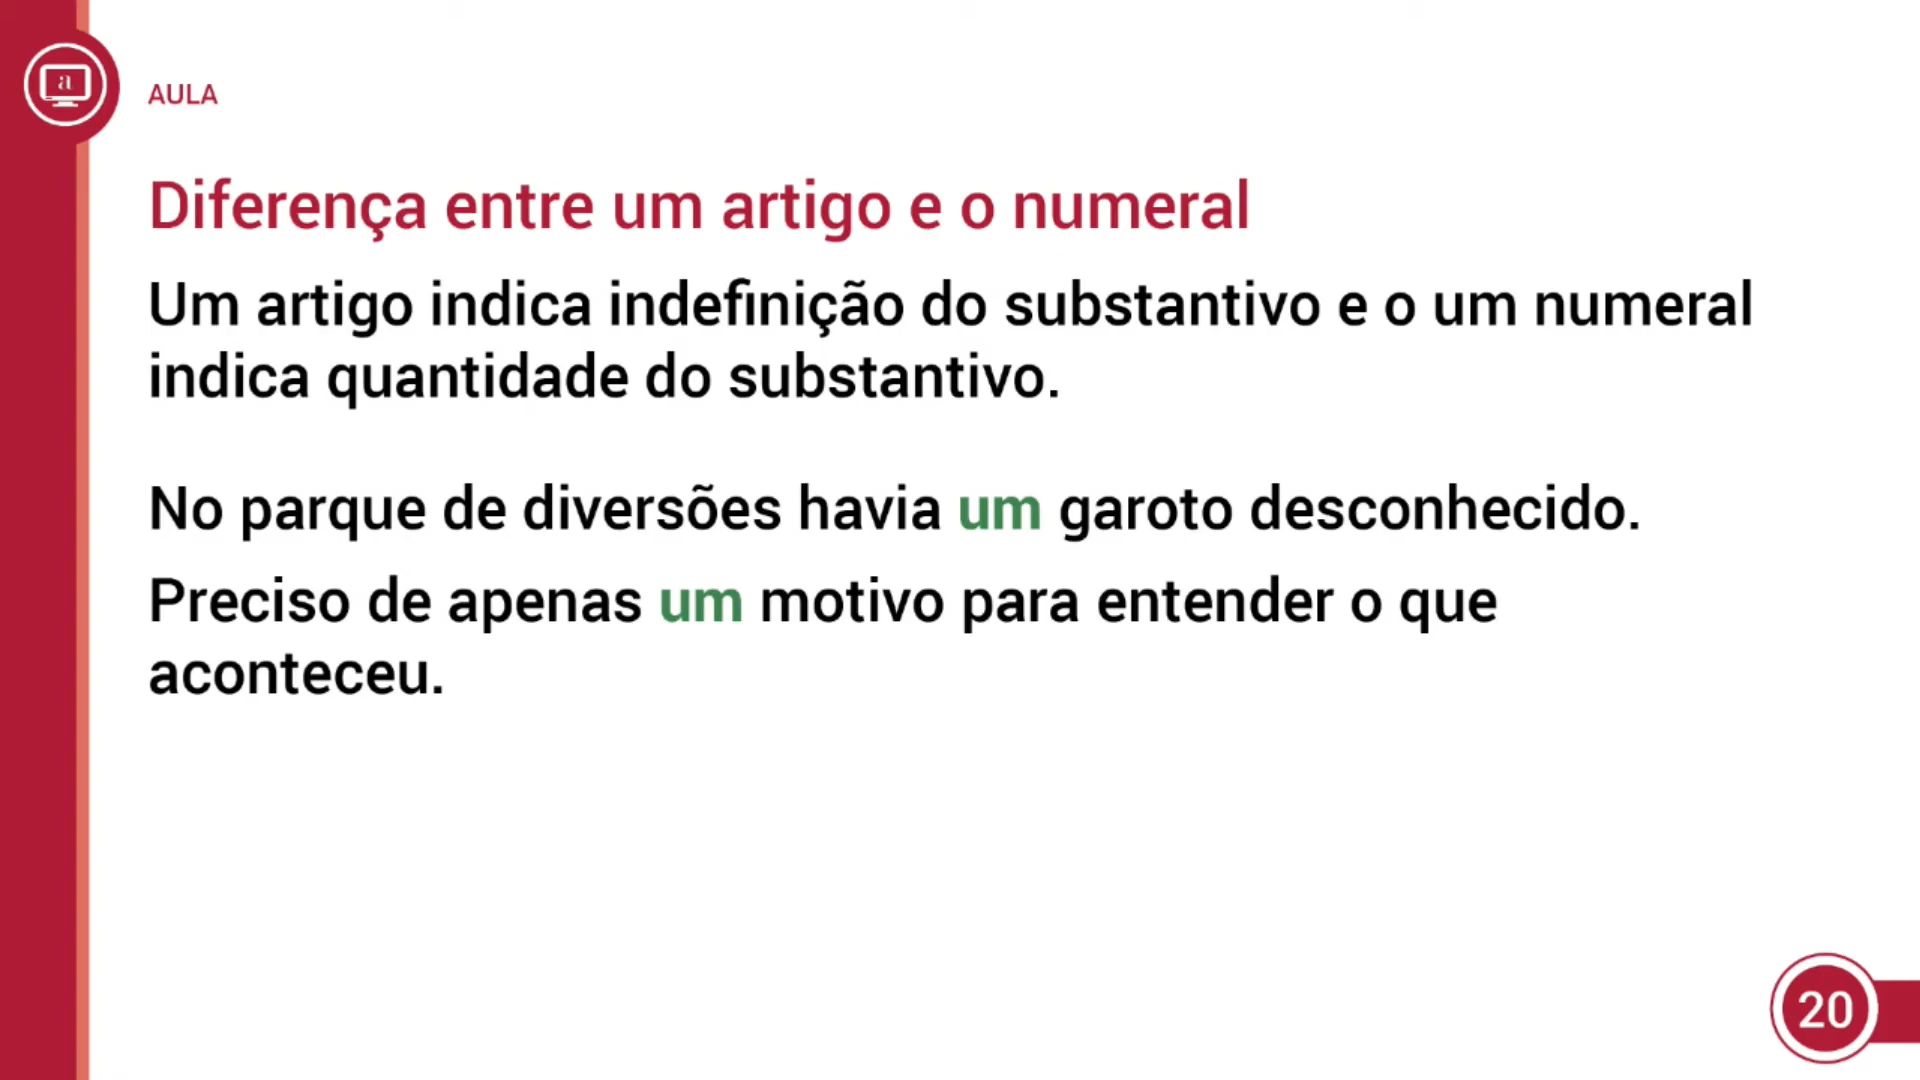 a
AULA
Diferença entre um artigo e o numeral
Um artigo indica indefinição do substantivo e o um numeral
indica quantidade do substantivo.
No parque de diversões havia um garoto desconhecido.
Preciso de apenas um motivo para entender o que
aconteceu.
20